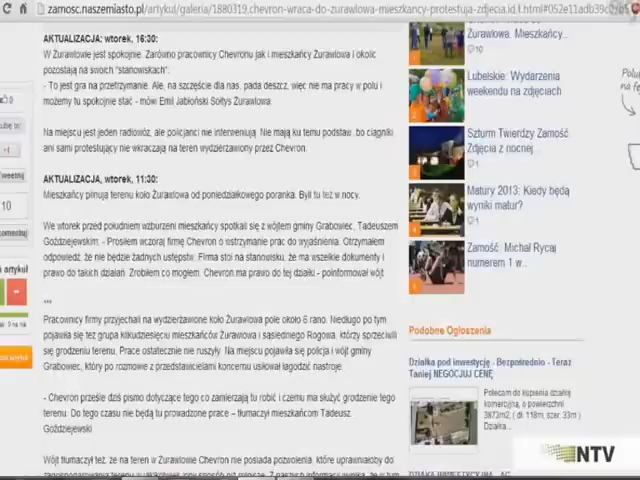 zamosc.naszemiasto.pl/artykul/galeria/1880319,chevron-wraca-do-zurawlowa-mieszkancy-protestuja-zdjecia,id,t.html#052e11adb39c
AKTUALIZACJA: wtorek, 16:30:
W Żurawlowie jest spokojnie. Zarówno pracownicy Chevronu jak i mieszkańcy Żurawlowa i okolic
pozostają na swoich "stanowiskach".
- To jest gra na przetrzymanie. Ale, na szczęście dla nas, pada deszcz, więc nie ma pracy w polu i
możemy tu spokojnie stać - mówi Emil Jabłoński Sołtys Żurawlowa.
Na miejscu jest jeden radiowóz, ale policjanci nie interweniują. Nie mają ku temu podstaw, bo ciągniki
ani sami protestujący nie wkraczają na teren wydzierżawiony przez Chevron.
AKTUALIZACJA, wtorek, 11:30:
Mieszkańcy pilnują terenu koło Żurawlowa od poniedziałkowego poranka. Byli tu też w nocy.
We wtorek przed południem wzburzeni mieszkańcy spotkali się z wójtem gminy Grabowiec, Tadeuszem
Goździejewskim. - Prosiłem wczoraj firmę Chevron o wstrzymanie prac do wyjaśnienia. Otrzymałem
odpowiedź, że nie będzie żadnych ustępstw. Firma stoi na stanowisku, że ma wszelkie dokumenty i
prawo do takich działań. Zrobiłem co mogłem. Chevron ma prawo do tej działki - poinformował wójt
***
Pracownicy firmy przyjechali na wydzierżawione koło Żurawlowa pole około 6 rano. Niedługo po tym
pojawiła się też grupa kilkudziesięciu mieszkańców Żurawlowa i sąsiedniego Rogowa, którzy sprzeciwili
się grodzeniu terenu. Prace ostatecznie nie ruszyły. Na miejscu pojawiła się policja i wójt gminy
Grabowiec, który po rozmowie z przedstawicielami koncernu usiłował łagodzić nastroje.
- Chevron prześle dziś pismo dotyczące tego co zamierzają tu robić i czemu ma służyć grodzenie tego
terenu. Do tego czasu nie będą tu prowadzone prace – tłumaczył mieszkańcom Tadeusz
Goździejewski
Wójt tłumaczył też, że na teren w Żurawlowie Chevron nie posiada pozwolenia, które uprawniałoby do
Żurawlowa. Mieszkańcy...
10
Lubelskie: Wydarzenia
weekendu na zdjęciach
Szturm Twierdzy Zamość.
Zdjęcia z nocnej...
1
Matury 2013: Kiedy będą
wyniki matur?
1
Zamość: Michał Rycaj
numerem 1 w...
Podobne Ogłoszenia
Działka pod inwestycję - Bezpośrednio - Teraz
Taniej NEGOCJUJ CENĘ
Polecam do kupienia działkę
komercyjną, o powierzchni
3873m2, ( dł. 118m, szer. 33m )
Działka...
10
artykuł
NTV